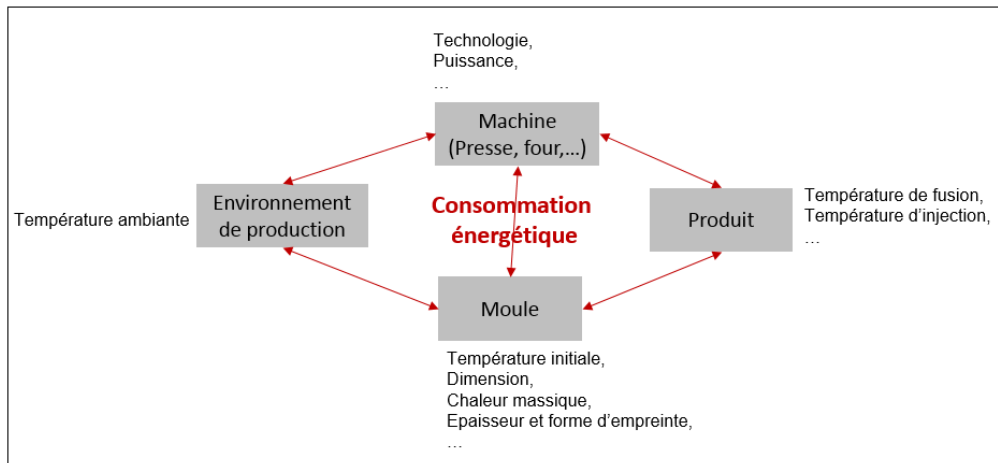 Technologie,
Puissance,
...
Machine
(Presse, four,...)
Environnement
de production
Température ambiante
Consommation
énergétique
Produit
Température de fusion,
Température d'injection,
...
Moule
Température initiale,
Dimension,
Chaleur massique,
Epaisseur et forme d'empreinte,
...